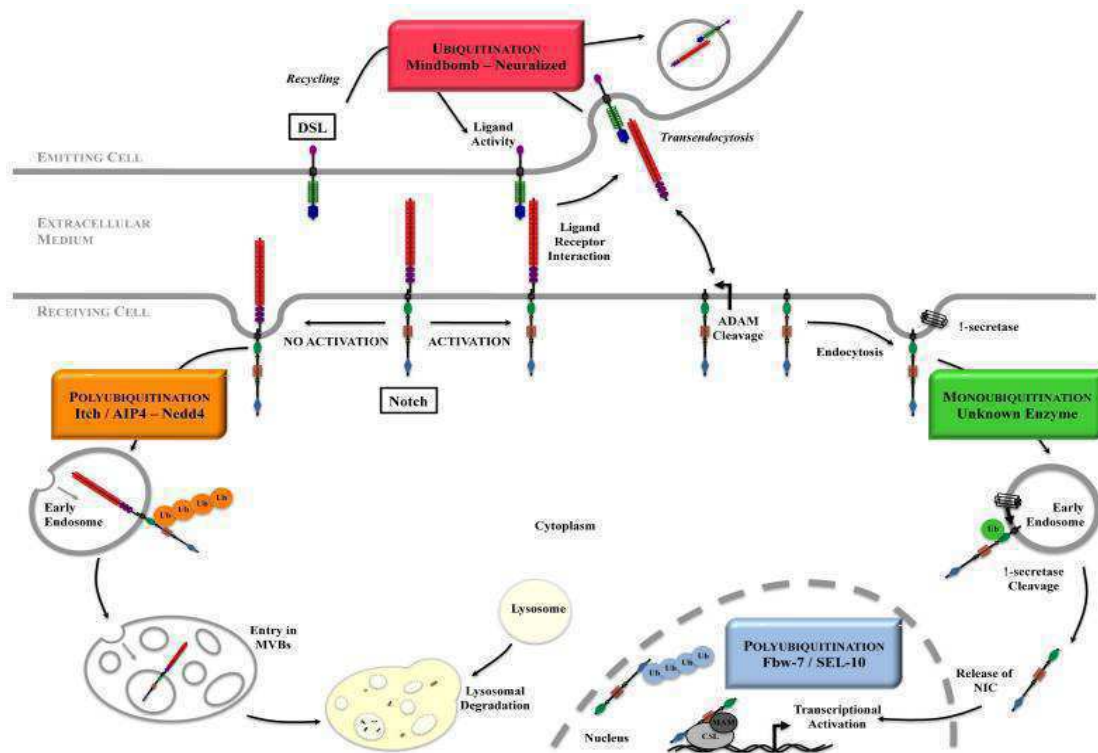 UBIQUITINATION
Mindbomb – Neuralized
Recycling
DSL
Ligand
Activity
Transendocytosis
EMITTING CELL
EXTRACELLULAR
MEDIUM
Ligand
Receptor
Interaction
RECEIVING CELL
NO ACTIVATION
ACTIVATION
ADAM
Cleavage
!-secretase
Endocytosis
Notch
POLYUBIQUITINATION
Itch / AIP4 – Nedd4
MONOUBIQUITINATION
Unknown Enzyme
Early
Endosome
Ub Ub Ub Ub
Cytoplasm
Ub
Early
Endosome
!-secretase
Cleavage
Entry in
MVBs
Lysosome
Lysosomal
Degradation
POLYUBIQUITINATION
Fbw-7 / SEL-10
Ub Ub Ub Ub
Release of
NIC
Transcriptional
Activation
MAM
CSL
Nucleus